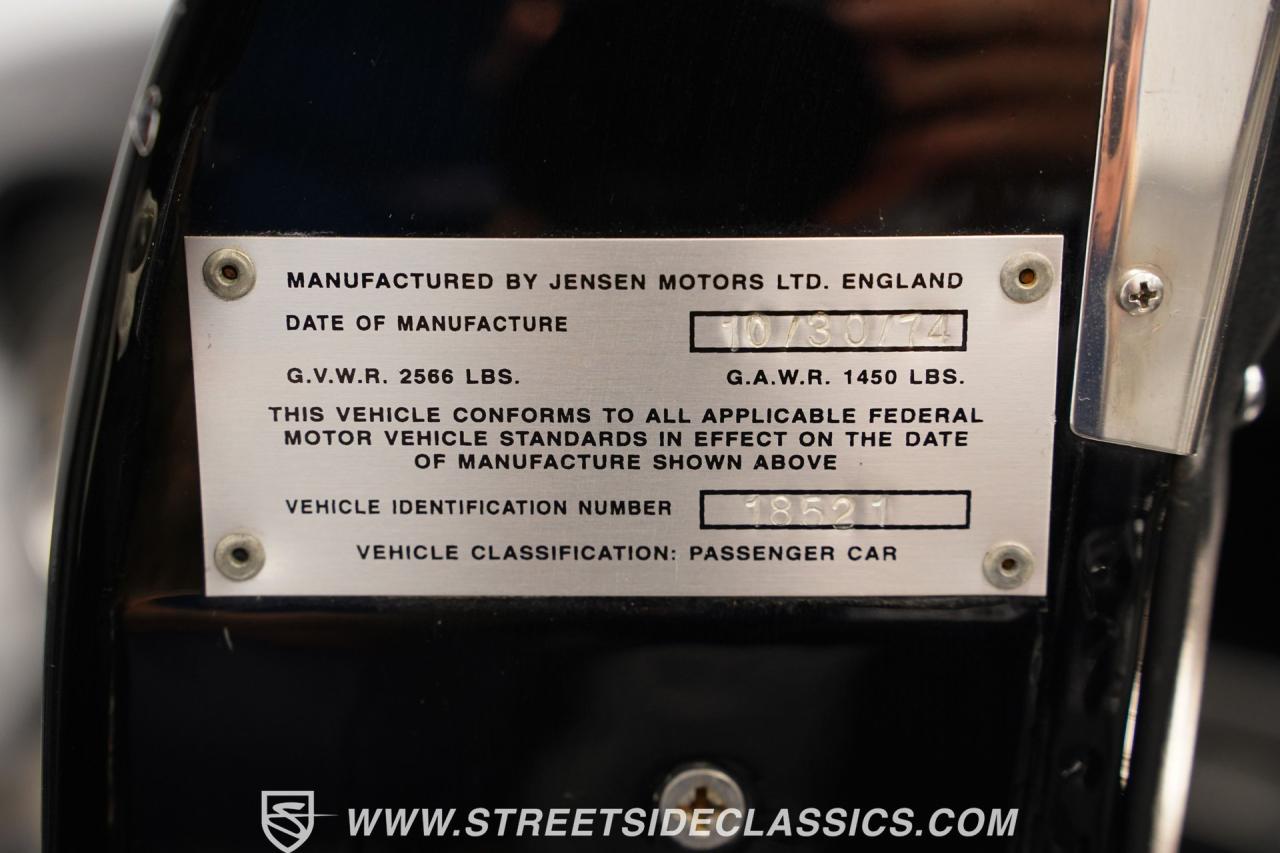 MANUFACTURED BY JENSEN MOTORS LTD. ENGLAND
DATE OF MANUFACTURE 10/30/74
G.V.W.R. 2566 LBS. G.A.W.R. 1450 LBS.
THIS VEHICLE CONFORMS TO ALL APPLICABLE FEDERAL
MOTOR VEHICLE STANDARDS IN EFFECT ON THE DATE
OF MANUFACTURE SHOWN ABOVE
VEHICLE IDENTIFICATION NUMBER 18521
VEHICLE CLASSIFICATION: PASSENGER CAR
WWW.STREETSIDECLASSICS.COM